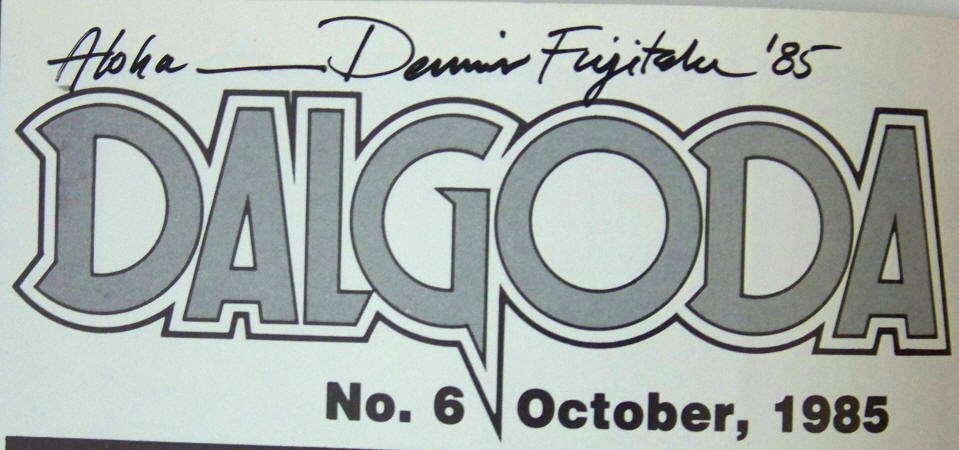 Aloha — Dennis Fujitake '85
DALGODA
No. 6 October, 1985